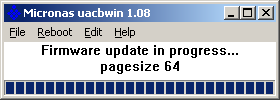 Micronas uacbwin 1.08
File Reboot Edit Help
Firmware update in progress...
pagesize 64